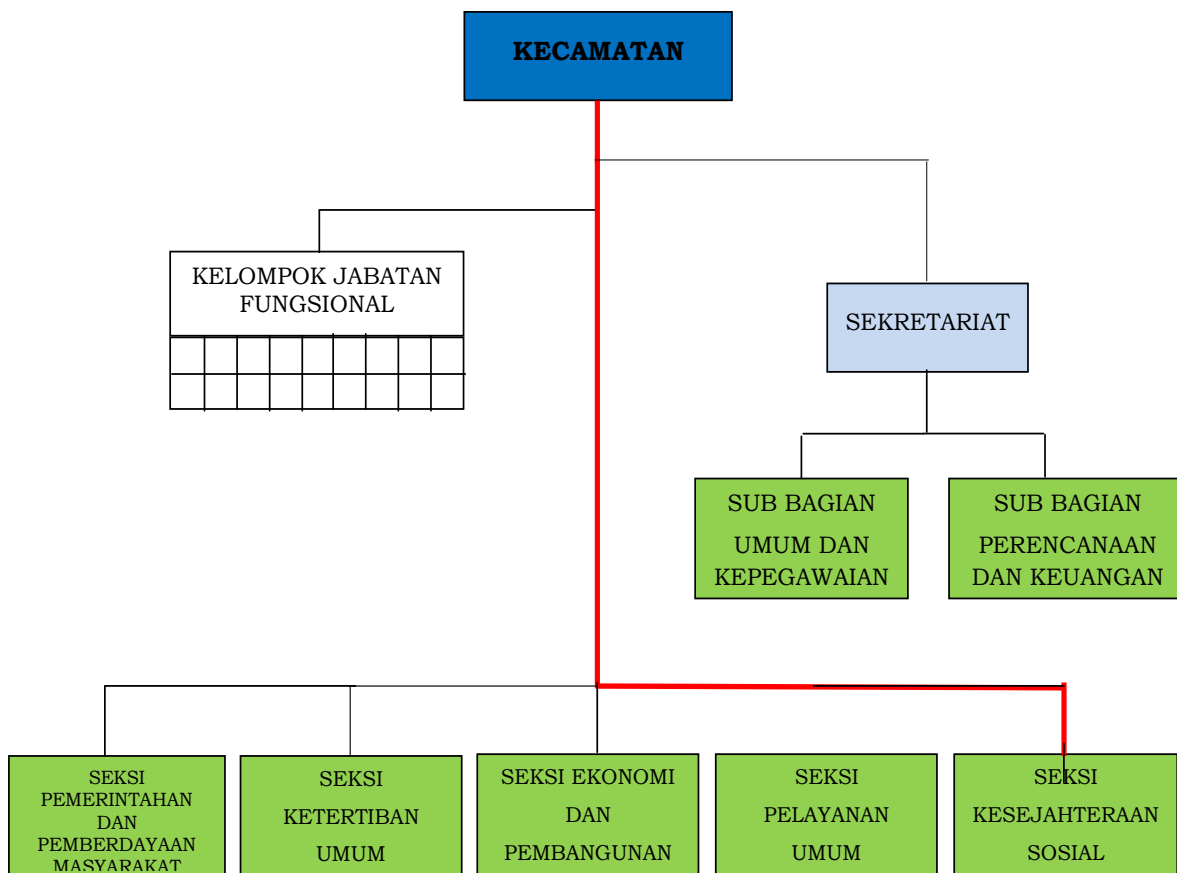 KECAMATAN
KELOMPOK JABATAN
FUNGSIONAL
SEKRETARIAT
SUB BAGIAN
UMUM DAN
KEPEGAWAIAN
SUB BAGIAN
PERENCANAAN
DAN KEUANGAN
SEKSI
PEMERINTAHAN
DAN
PEMBERDAYAAN
MASYARAKAT
SEKSI
KETERTIBAN
UMUM
SEKSI EKONOMI
DAN
PEMBANGUNAN
SEKSI
PELAYANAN
UMUM
SEKSI
KESEJAHTERAAN
SOSIAL